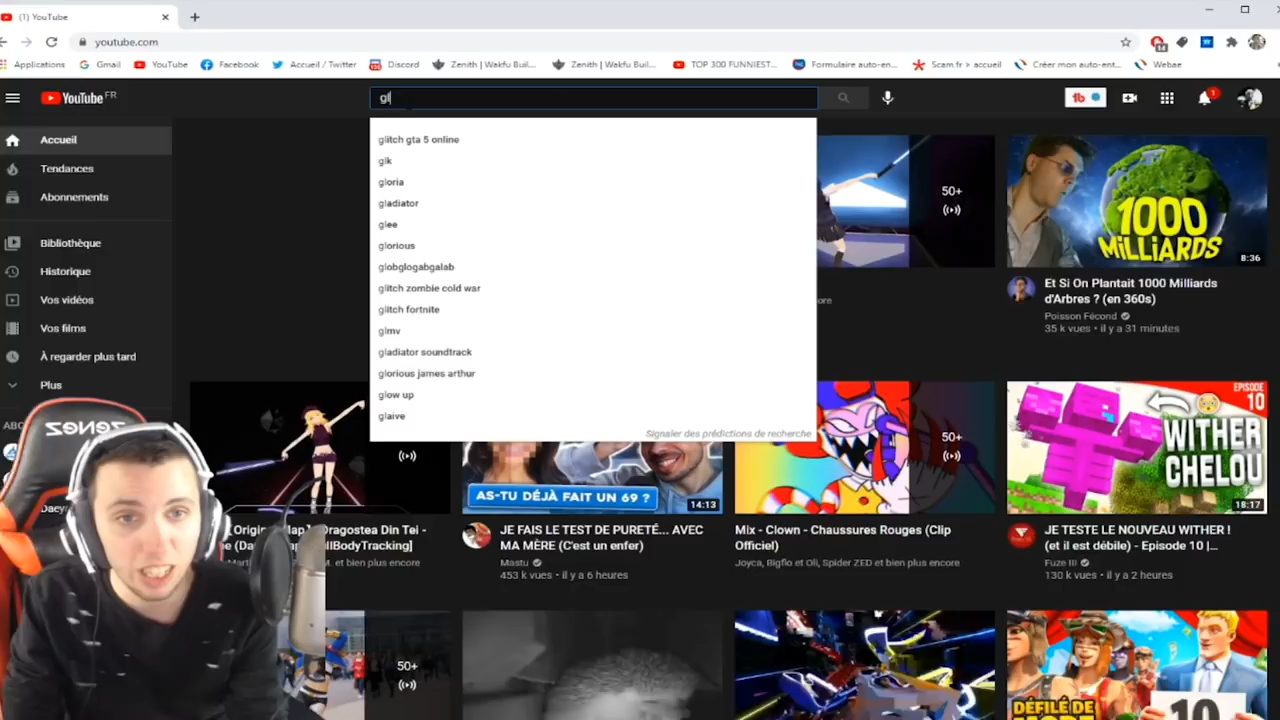 (1) YouTube
youtube.com
Applications
Gmail
YouTube
Facebook
Accueil / Twitter
Discord
Zenith | Wakfu Buil...
Zenith | Wakfu Buil...
TOP 300 FUNNIEST...
Formulaire auto-en...
Scam.fr > accueil
Créer mon auto-ent...
Webae
YouTube FR
gl
1
Accueil
Tendances
Abonnements
Bibliothèque
Historique
Vos vidéos
Vos films
À regarder plus tard
Plus
ABO
glitch gta 5 online
glk
gloria
gladiator
glee
glorious
globglogabgalab
glitch zombie cold war
glitch fortnite
glmv
gladiator soundtrack
glorious james arthur
glow up
glaive
Signaler des prédictions de recherche
50+
ore
1000
MiLLiARDS
8:36
Et Si On Plantait 1000 Milliards
d'Arbres ? (en 360s)
Poisson Fécond
35 k vues • il y a 31 minutes
zenez
Dragostea Din Tei -
et bien plus encore
AS-TU DÉJÀ FAIT UN 69 ?
14:13
JE FAIS LE TEST DE PURETÉ... AVEC
MA MÈRE (C'est un enfer)
Mastu
453 k vues • il y a 6 heures
50+
Mix - Clown - Chaussures Rouges (Clip
Officiel)
Joyca, Bigflo et Oli, Spider ZED et bien plus encore
EPISODE
10
WITHER
CHELOU
18:17
JE TESTE LE NOUVEAU WITHER !
(et il est débile) - Episode 10 |...
Fuze III
130 k vues • il y a 2 heures
50+
DÉFILÉ DE
MODE
10